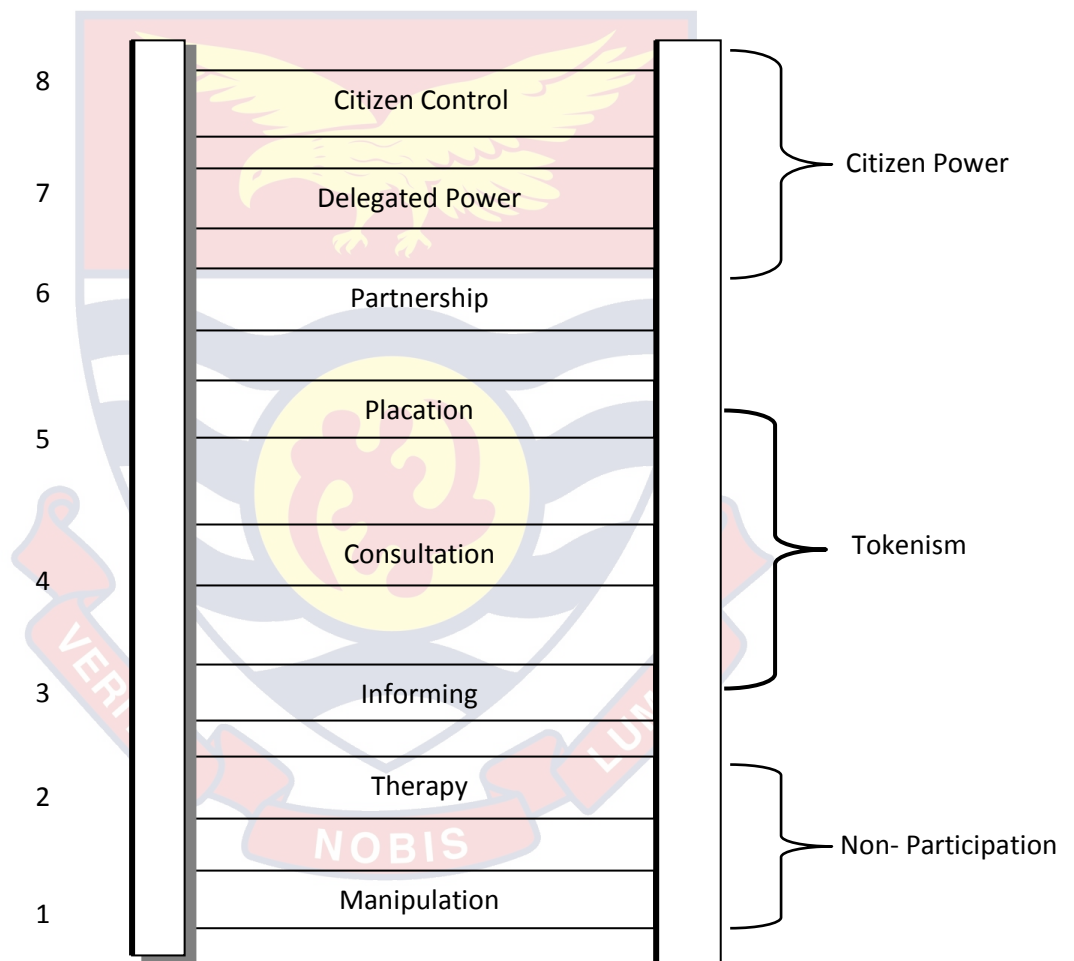 8
Citizen Control
Citizen Power
7
Delegated Power
6
Partnership
Placation
5
Tokenism
Consultation
4
3
Informing
Therapy
2
Non- Participation
Manipulation
1
NOBIS